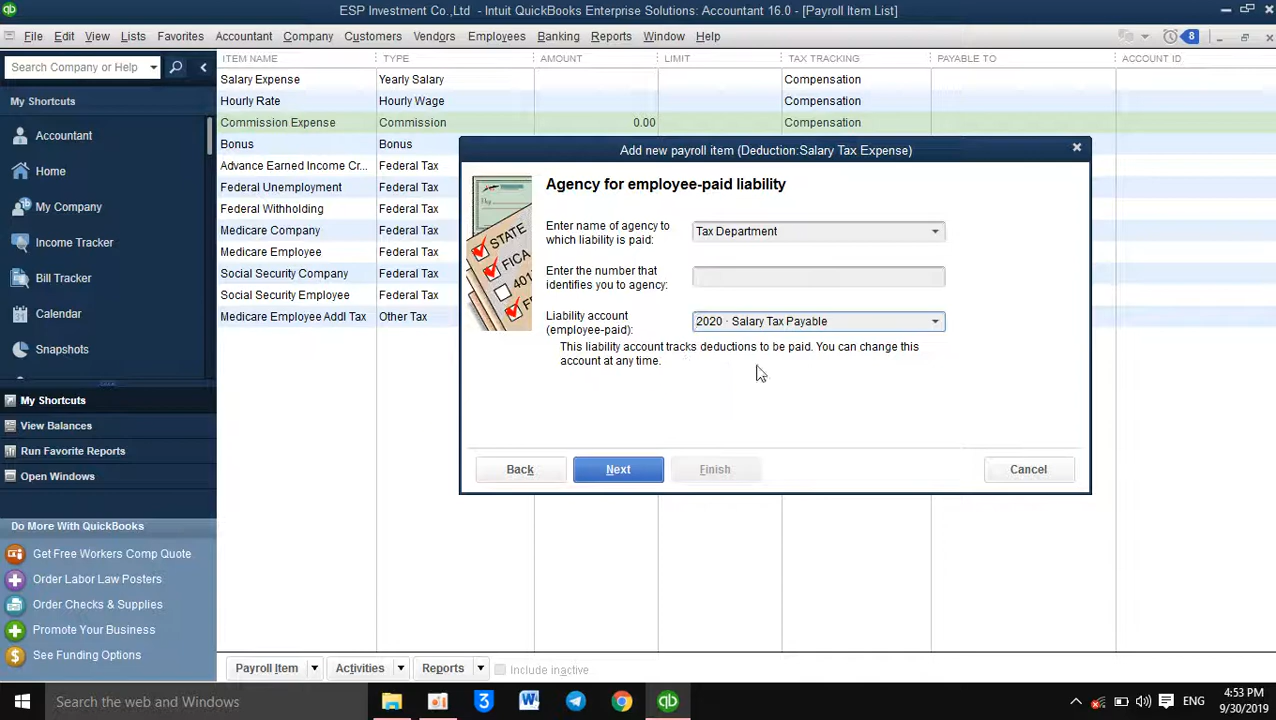 ESP Investment Co.,Ltd - Intuit QuickBooks Enterprise Solutions: Accountant 16.0 - [Payroll Item List]
qb
File Edit View Lists Favorites Accountant Company Customers Vendors Employees Banking Reports Window Help
8
Search Company or Help
My Shortcuts
Accountant
Home
My Company
Income Tracker
Bill Tracker
Calendar
Snapshots
My Shortcuts
View Balances
Run Favorite Reports
Open Windows
Do More With QuickBooks
Get Free Workers Comp Quote
Order Labor Law Posters
Order Checks & Supplies
Promote Your Business
See Funding Options
ITEM NAME TYPE AMOUNT LIMIT TAX TRACKING PAYABLE TO ACCOUNT ID
Salary Expense Yearly Salary Compensation
Hourly Rate Hourly Wage Compensation
Commission Expense Commission 0.00 Compensation
Bonus Bonus
Advance Earned Income Cr... Federal Tax
Federal Unemployment Federal Tax
Federal Withholding Federal Tax
Medicare Company Federal Tax
Medicare Employee Federal Tax
Social Security Company Federal Tax
Social Security Employee Federal Tax
Medicare Employee Addl Tax Other Tax
Add new payroll item (Deduction:Salary Tax Expense)
STATE
FICA
401
Agency for employee-paid liability
Enter name of agency to
which liability is paid:
Tax Department
Enter the number that
identifies you to agency:
Liability account
(employee-paid):
2020 · Salary Tax Payable
This liability account tracks deductions to be paid. You can change this
account at any time.
Back Next Finish Cancel
Payroll Item Activities Reports Include inactive
Search the web and Windows
3
W
qb
ENG
4:53 PM
9/30/2019